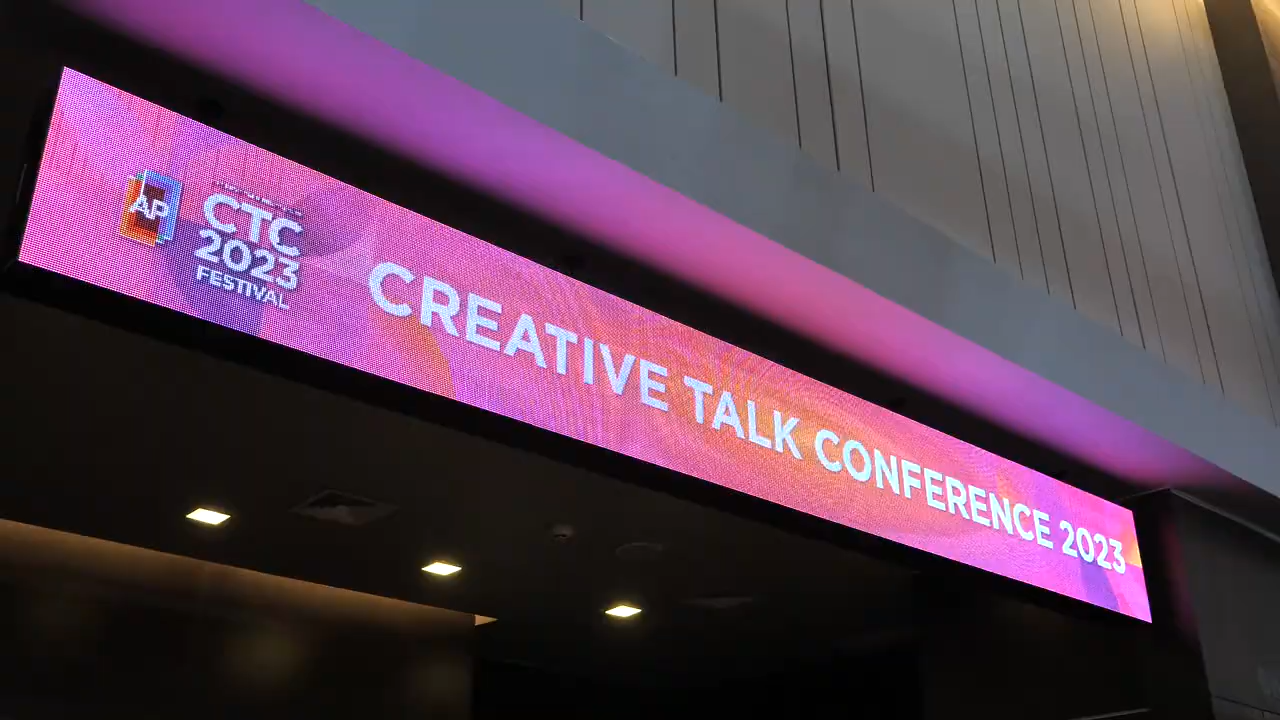 AP
CTC
2023
FESTIVAL
CREATIVE TALK CONFERENCE 2023